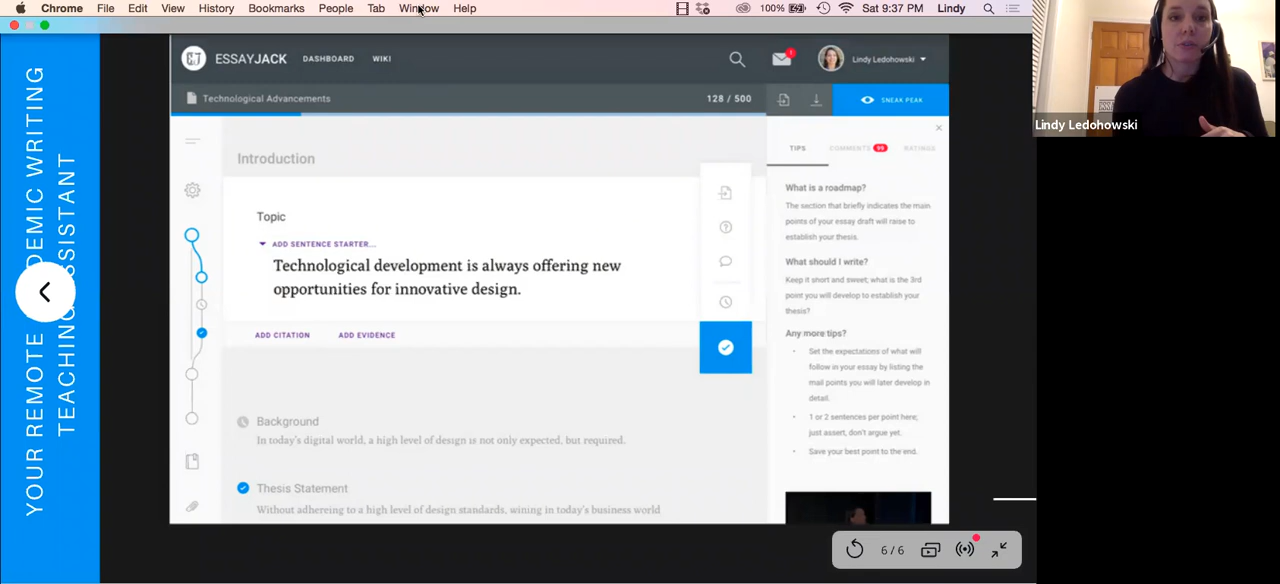 Chrome File Edit View History Bookmarks People Tab Window Help 100% Sat 9:37 PM Lindy
YOUR REMOTE DEMIC WRITING
TEACHING ASSISTANT
ESSAYJACK DASHBOARD WIKI
Lindy Ledohowski
Technological Advancements 128 / 500 SNEAK PEAK
Introduction
Topic
ADD SENTENCE STARTER...
Technological development is always offering new
opportunities for innovative design.
ADD CITATION ADD EVIDENCE
Background
In today's digital world, a high level of design is not only expected, but required.
Thesis Statement
Without adhering to a high level of design standards, wining in today's business world
TIPS COMMENTS 99 RATINGS
What is a roadmap?
The section that briefly indicates the main
points of your essay draft will raise to
establish your thesis.
What should I write?
Keep it short and sweet; what is the 3rd
point you will develop to establish your
thesis?
Any more tips?
Set the expectations of what will
follow in your essay by listing the
mail points you will later develop in
detail.
1 or 2 sentences per point here;
just assert, don't argue yet.
Save your best point to the end.
6 / 6
Lindy Ledohowski